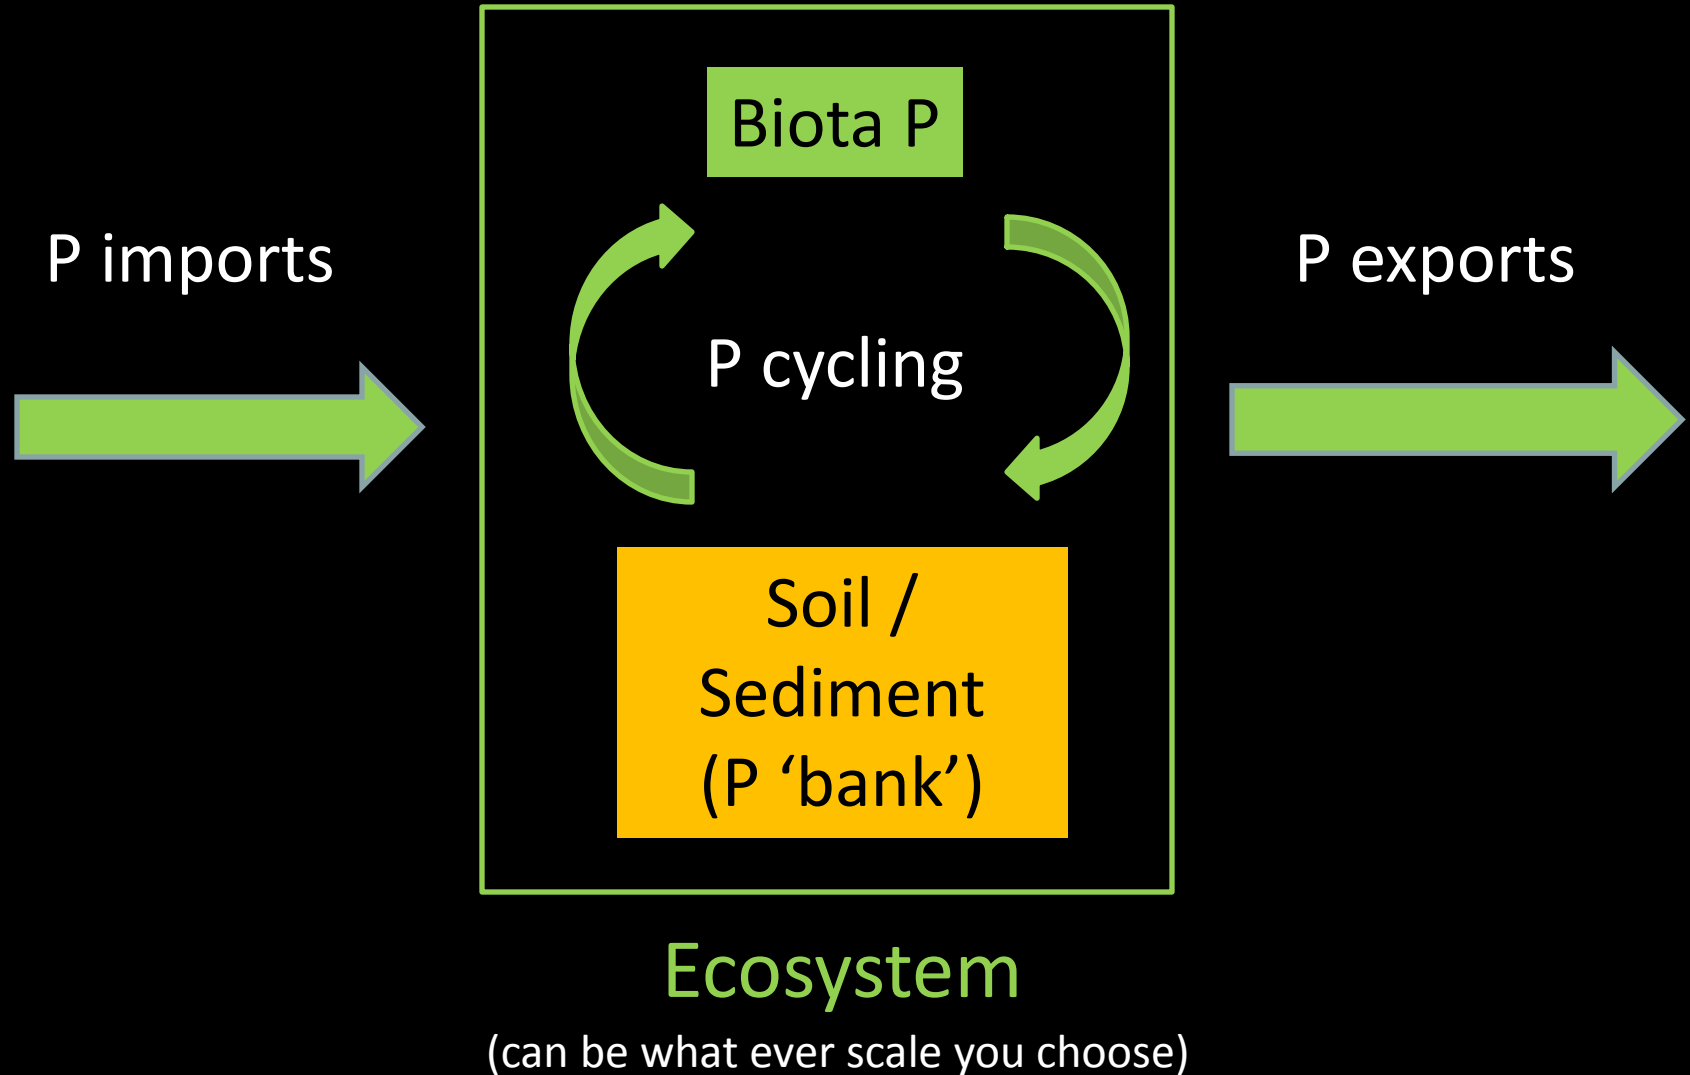 Biota P
P imports
P exports
P cycling
Soil /
Sediment
(P ‘bank’)
Ecosystem
(can be what ever scale you choose)